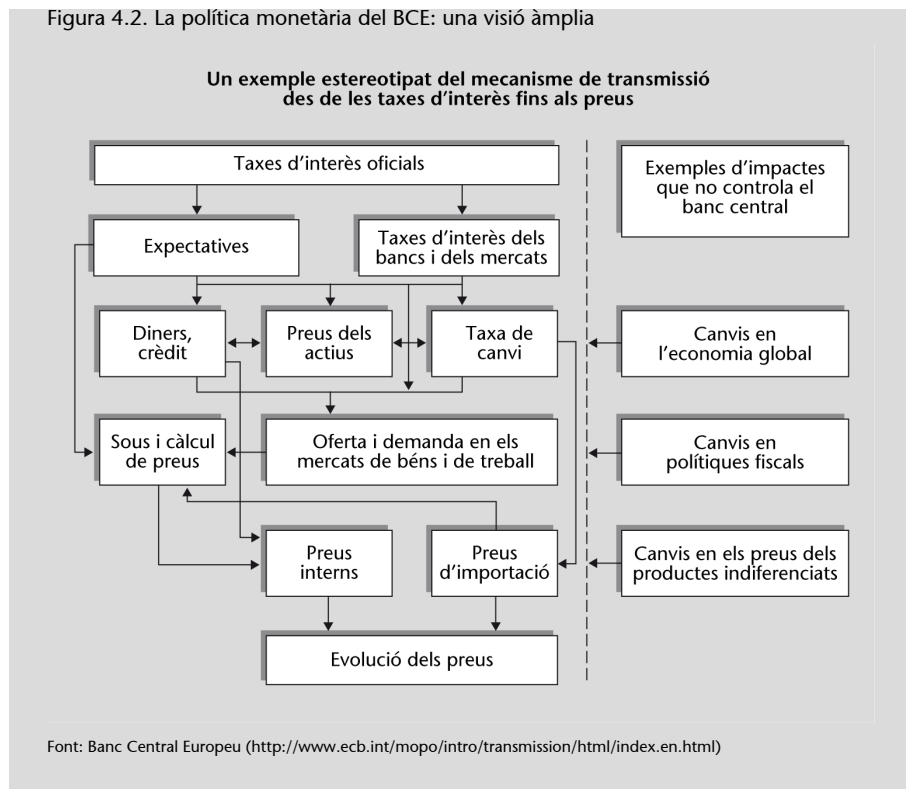 Figura 4.2. La política monetària del BCE: una visió àmplia
Un exemple estereotipat del mecanisme de transmissió
des de les taxes d'interès fins als preus
Taxes d'interès oficials
Exemples d'impactes
que no controla el
banc central
Expectatives
Taxes d'interès dels
bancs i dels mercats
Diners,
crèdit
Preus dels
actius
Taxa de
canvi
Canvis en
l'economia global
Sous i càlcul
de preus
Oferta i demanda en els
mercats de béns i de treball
Canvis en
polítiques fiscals
Preus
interns
Preus
d'importació
Canvis en els preus dels
productes indiferenciats
Evolució dels preus
Font: Banc Central Europeu (http://www.ecb.int/mopo/intro/transmission/html/index.en.html)